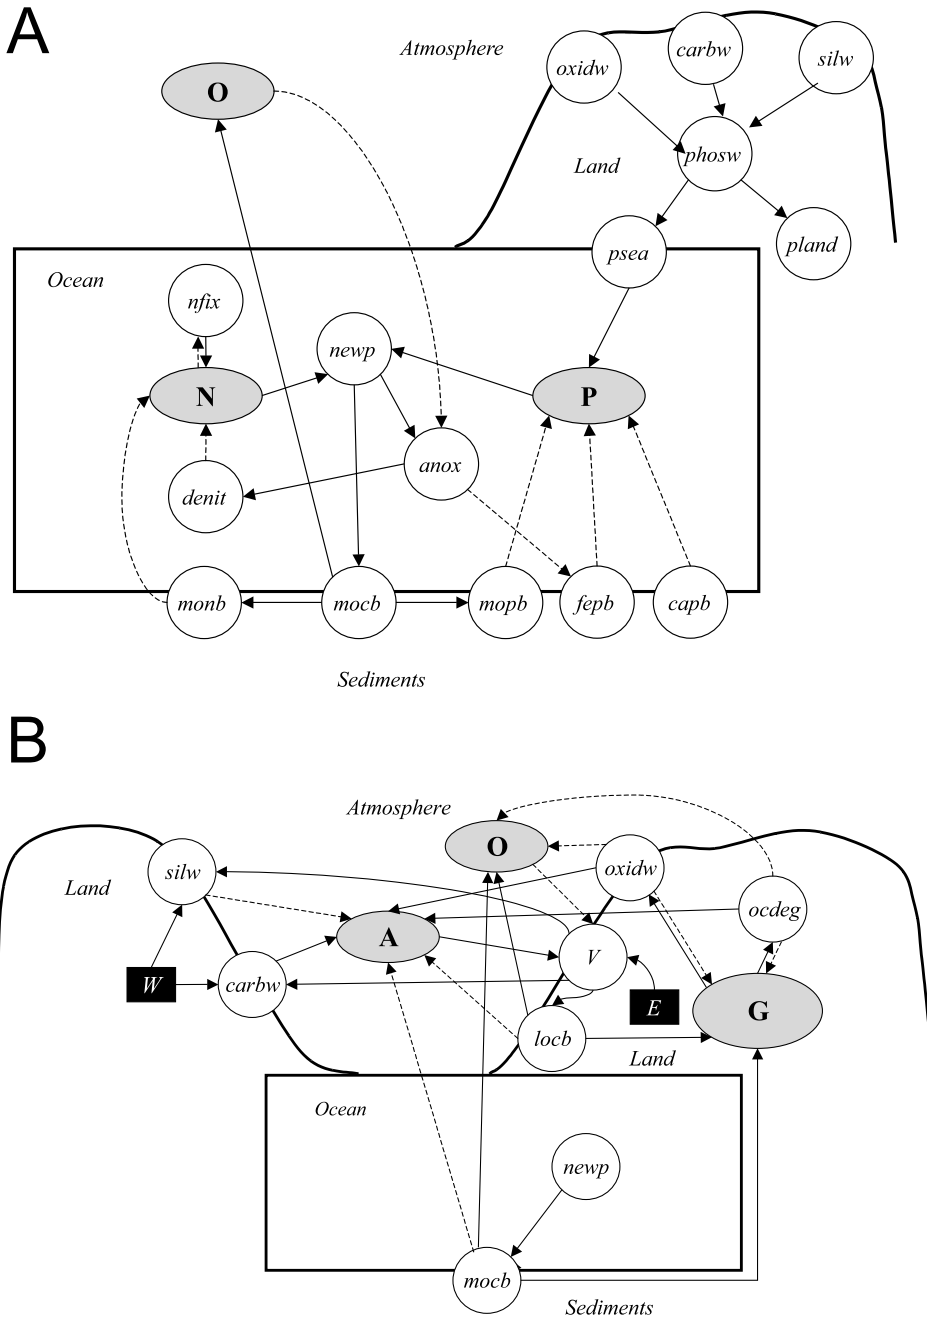 A
Atmosphere
oxidw
carbw
silw
O
phosw
Land
pland
psea
Ocean
nfix
newp
N
P
anox
denit
monb
mocb
mopb
fepb
capb
Sediments
B
Atmosphere
O
silw
oxidw
Land
ocdeg
A
V
W
carbw
E
G
locb
Land
Ocean
newp
mocb
Sediments